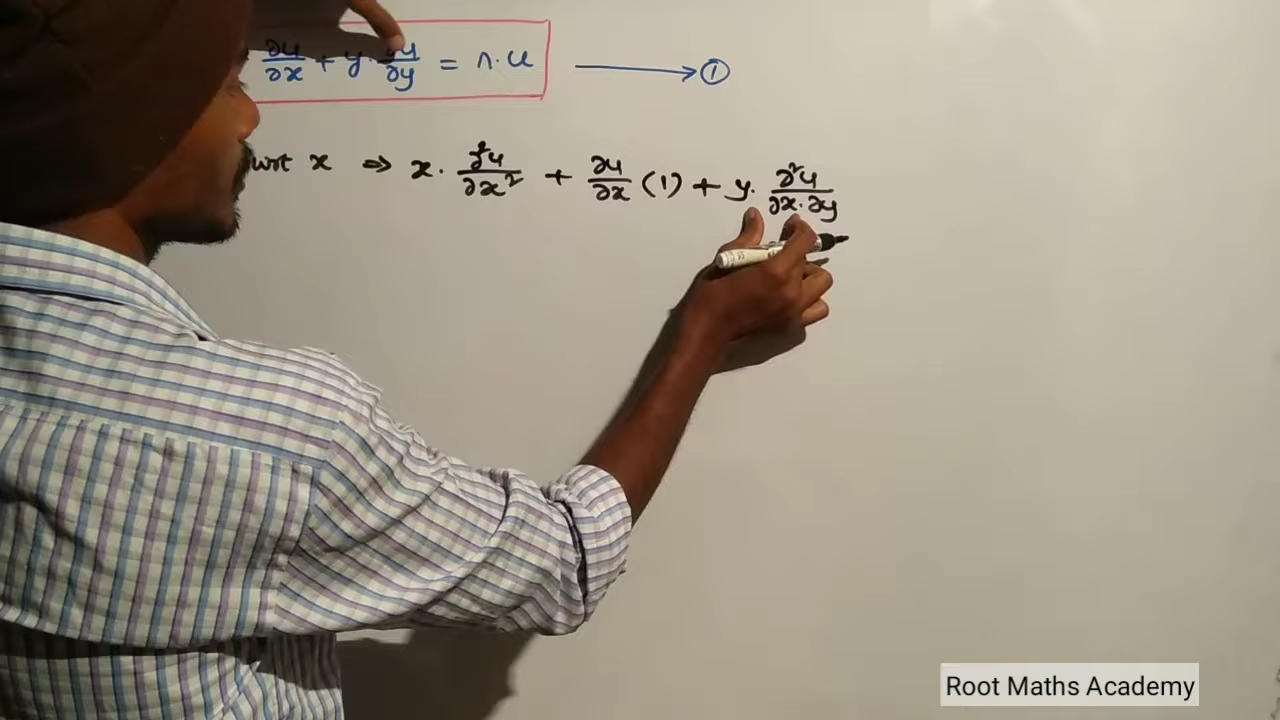 ∂u/∂x + y· ∂u/∂y = n.u ⟶ ①
wrt x ⇒ x· ∂²u/∂x² + ∂u/∂x (1) + y· ∂²u/∂x.∂y
Root Maths Academy